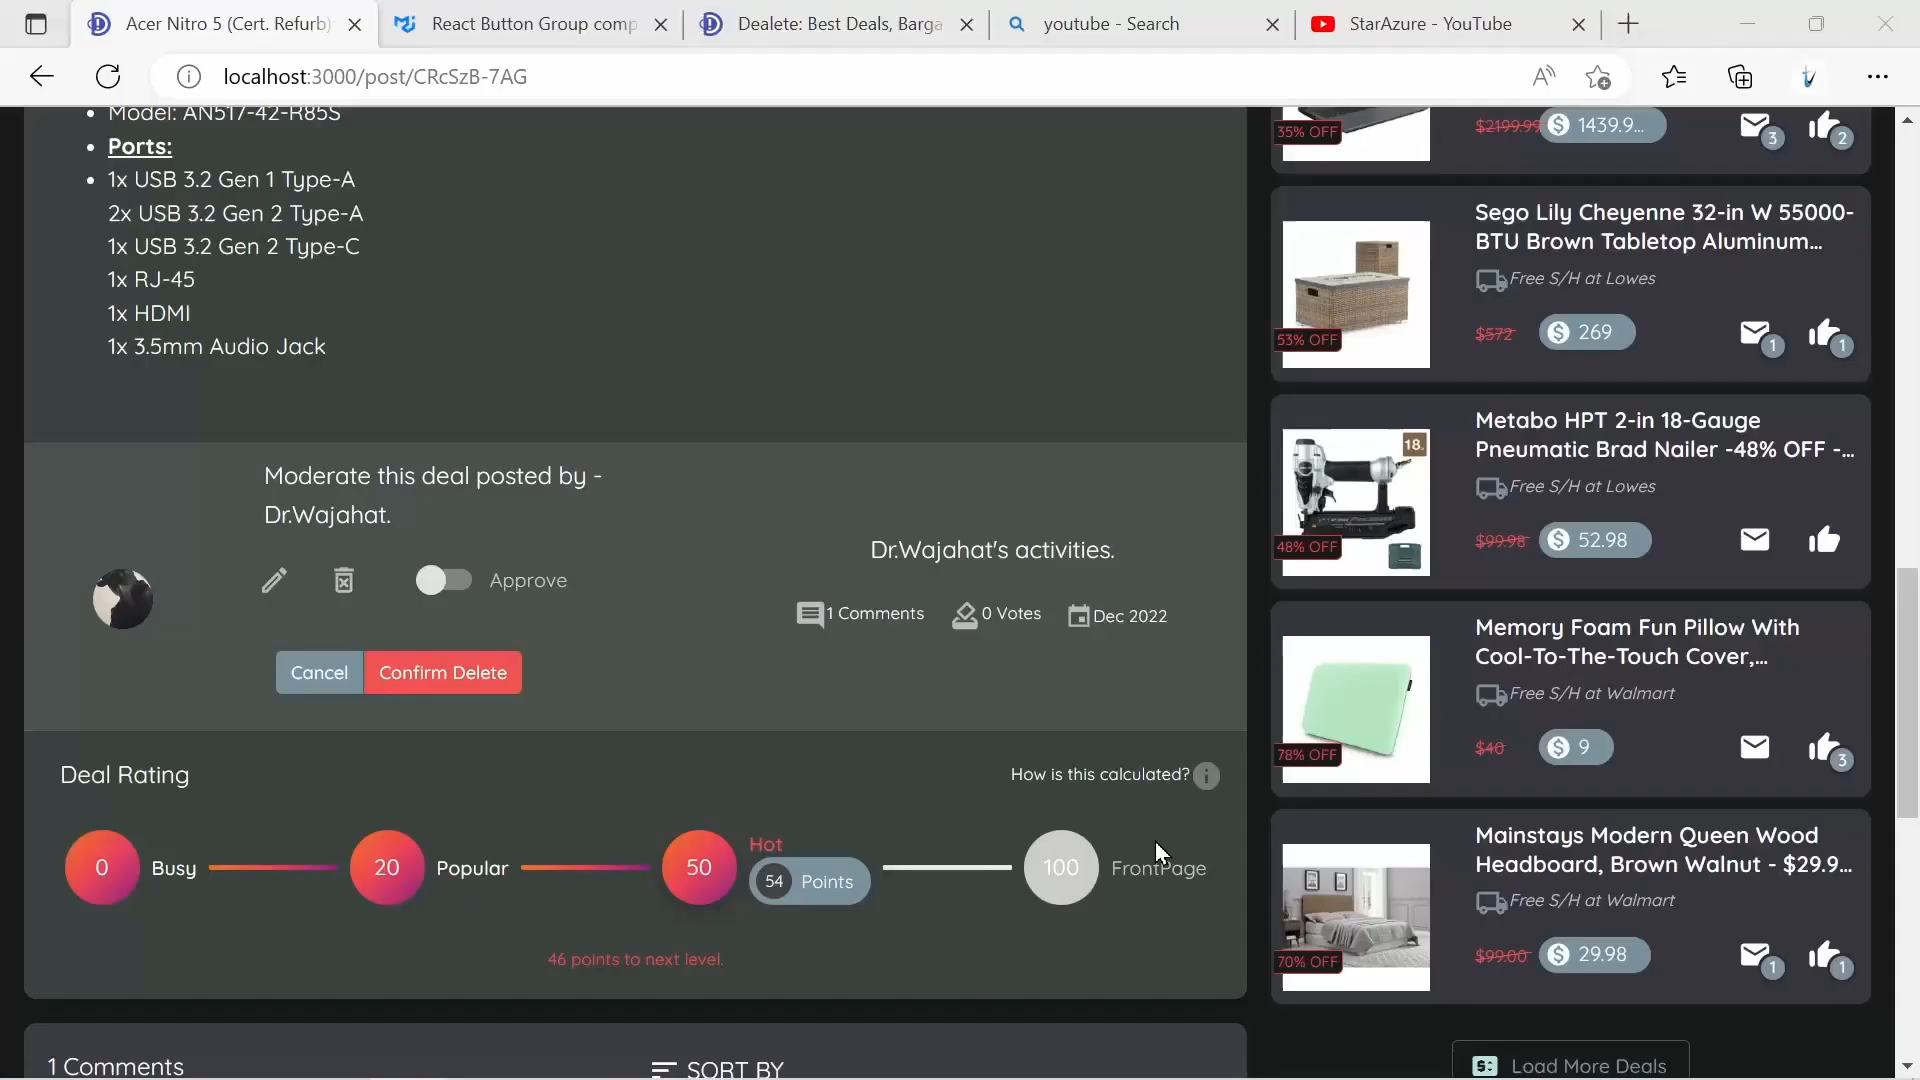 Acer Nitro 5 (Cert. Refurb)
React Button Group comp
Dealete: Best Deals, Barga
youtube - Search
StarAzure - YouTube
localhost:3000/post/CRcSzB-7AG
Model: AN517-42-R85S
Ports:
1x USB 3.2 Gen 1 Type-A
2x USB 3.2 Gen 2 Type-A
1x USB 3.2 Gen 2 Type-C
1x RJ-45
1x HDMI
1x 3.5mm Audio Jack
Moderate this deal posted by -
Dr.Wajahat.
Approve
Cancel Confirm Delete
Dr.Wajahat's activities.
1 Comments 0 Votes Dec 2022
Deal Rating
How is this calculated?
0 Busy 20 Popular 50 Hot 54 Points 100 FrontPage
46 points to next level.
1 Comments
SORT BY
35% OFF
$2199.99 $ 1439.9... 3 2
Sego Lily Cheyenne 32-in W 55000-
BTU Brown Tabletop Aluminum...
Free S/H at Lowes
53% OFF
$572 $ 269 1 1
Metabo HPT 2-in 18-Gauge
Pneumatic Brad Nailer -48% OFF -...
18
Free S/H at Lowes
48% OFF
$99.98 $ 52.98
Memory Foam Fun Pillow With
Cool-To-The-Touch Cover,...
Free S/H at Walmart
78% OFF
$40 $ 9 3
Mainstays Modern Queen Wood
Headboard, Brown Walnut - $29.9...
Free S/H at Walmart
70% OFF
$99.00 $ 29.98 1 1
Load More Deals